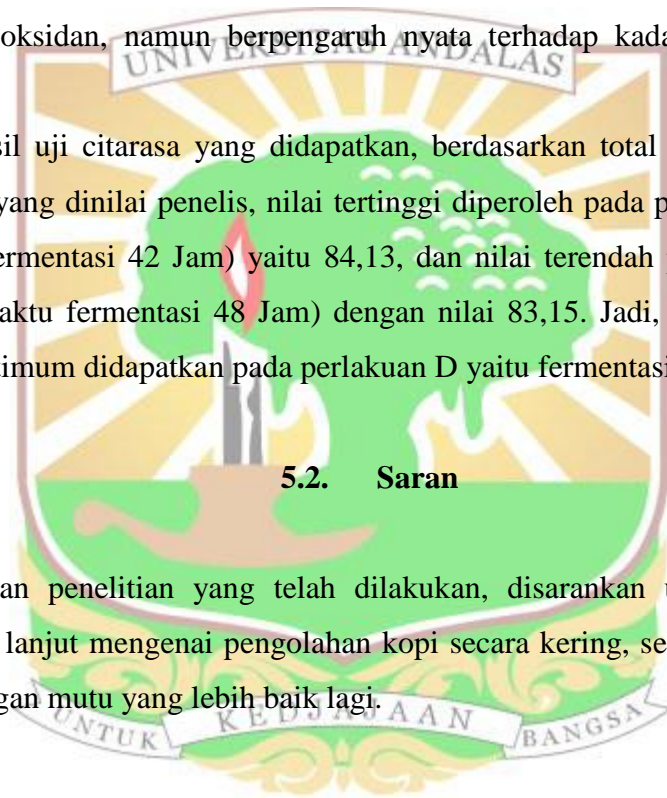 oksidan, namun berpengaruh nyata terhadap kada
UNIVERSITAS ANDALAS
sil uji citarasa yang didapatkan, berdasarkan total
yang dinilai penelis, nilai tertinggi diperoleh pada p
ermentasi 42 Jam) yaitu 84,13, dan nilai terendah
aktu fermentasi 48 Jam) dengan nilai 83,15. Jadi,
timum didapatkan pada perlakuan D yaitu fermentasi
5.2. Saran
an penelitian yang telah dilakukan, disarankan u
lanjut mengenai pengolahan kopi secara kering, se
gan mutu yang lebih baik lagi.
UNTUK KEDJAJAAN BANGSA